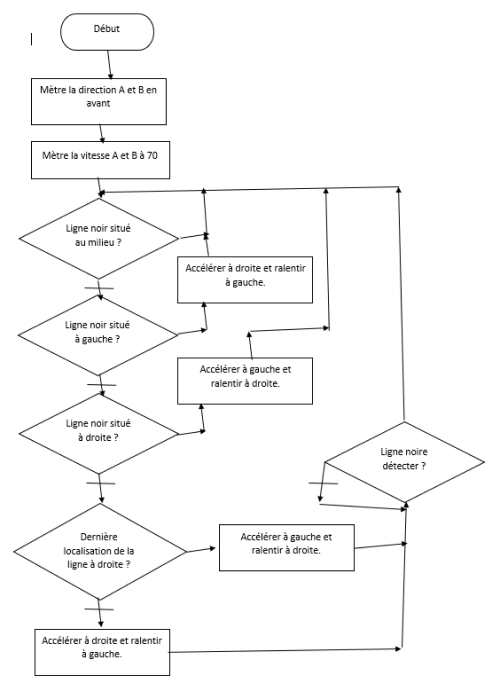 Début
Mètre la direction A et B en
avant
Mètre la vitesse A et B à 70
Ligne noir situé
au milieu ?
Accélérer à droite et ralentir
à gauche.
Ligne noir situé
à gauche ?
Accélérer à gauche et
ralentir à droite.
Ligne noir situé
à droite ?
Ligne noire
détecter ?
Dernière
localisation de la
ligne à droite ?
Accélérer à gauche et
ralentir à droite.
Accélérer à droite et ralentir
à gauche.